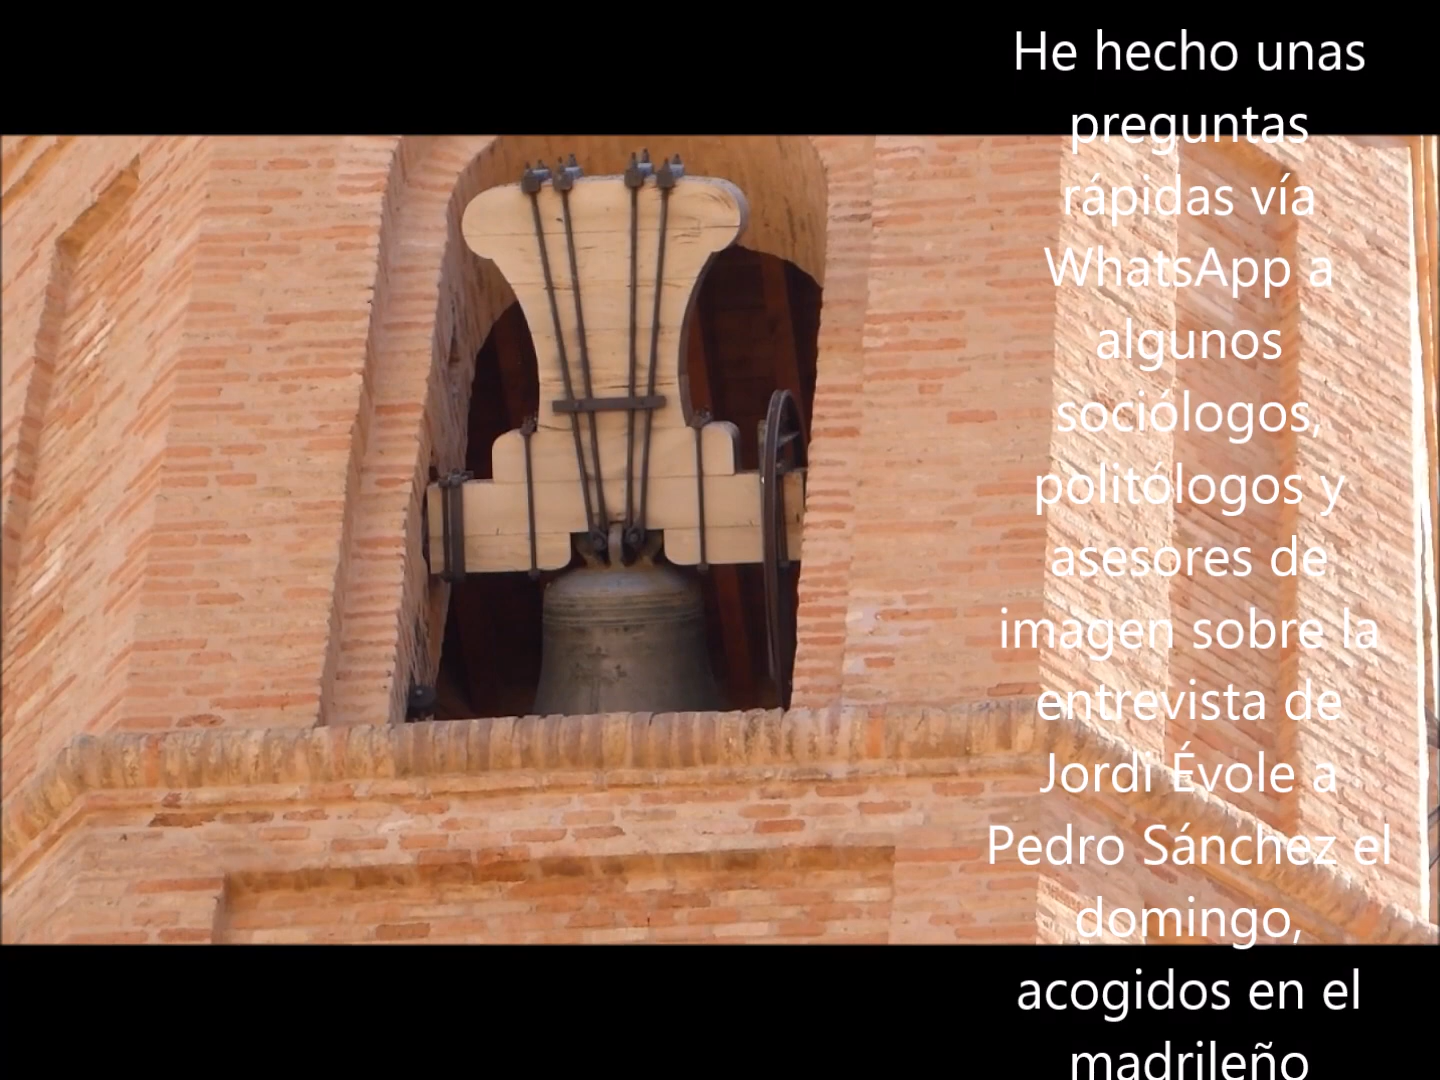 He hecho unas
preguntas
rápidas vía
WhatsApp a
algunos
sociólogos,
politólogos y
asesores de
imagen sobre la
entrevista de
Jordi Évole a
Pedro Sánchez el
domingo,
acogidos en el
madrileño